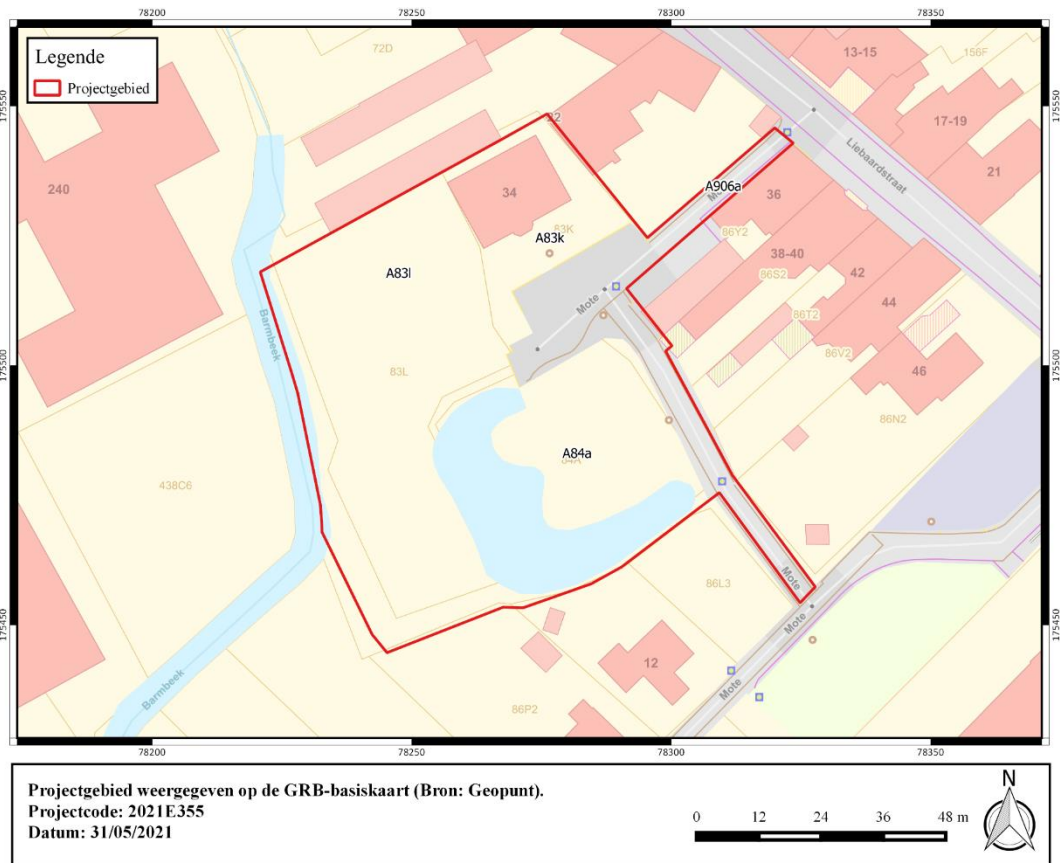 78200 78250 78300 78350
Legende
Projectgebied
72D
13-15
156F
175550
175550
22
17-19
Liebaardstraat
240
34
A906a
Mote
36
21
83K
A83k
86Y2
A83l
38-40
86S2
42
Mote
86T2
44
Barmbeek
86V2
175500
175500
83L
46
86N2
A84a
84K
438C6
Mote
86L3
Mote
175450
175450
12
Mote
Barmbeek
86P2
78200 78250 78300 78350
Projectgebied weergegeven op de GRB-basiskaart (Bron: Geopunt).
Projectcode: 2021E355
Datum: 31/05/2021
0 12 24 36 48 m
N